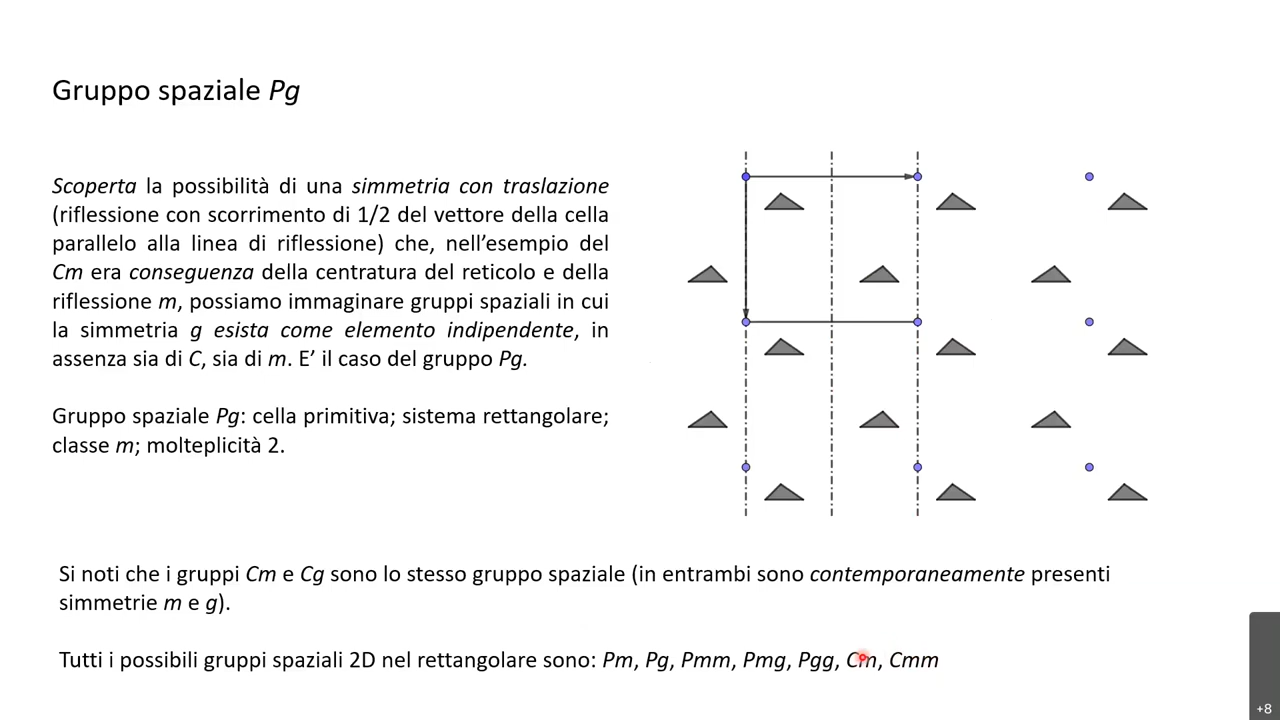 Gruppo spaziale Pg
Scoperta la possibilità di una simmetria con traslazione
(riflessione con scorrimento di 1/2 del vettore della cella
parallelo alla linea di riflessione) che, nell’esempio del
Cm era conseguenza della centratura del reticolo e della
riflessione m, possiamo immaginare gruppi spaziali in cui
la simmetria g esista come elemento indipendente, in
assenza sia di C, sia di m. E’ il caso del gruppo Pg.
Gruppo spaziale Pg: cella primitiva; sistema rettangolare;
classe m; molteplicità 2.
Si noti che i gruppi Cm e Cg sono lo stesso gruppo spaziale (in entrambi sono contemporaneamente presenti
simmetrie m e g).
Tutti i possibili gruppi spaziali 2D nel rettangolare sono: Pm, Pg, Pmm, Pmg, Pgg, Cm, Cmm
+8